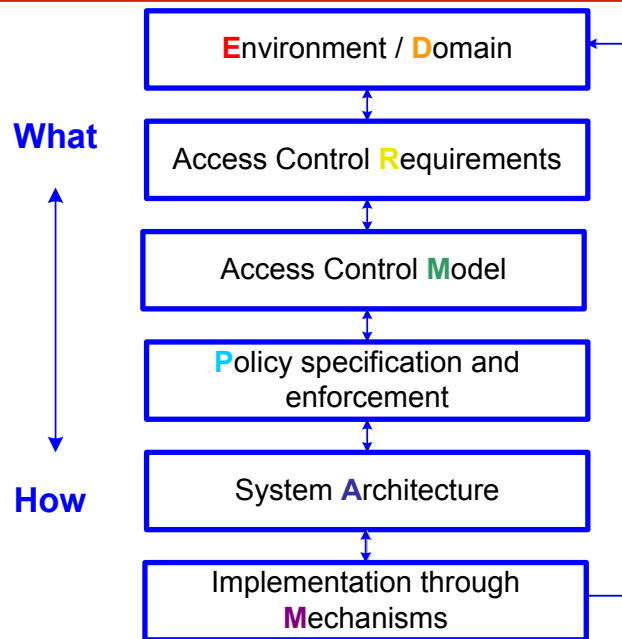 Environment / Domain
What
Access Control Requirements
Access Control Model
Policy specification and
enforcement
How
System Architecture
Implementation through
Mechanisms